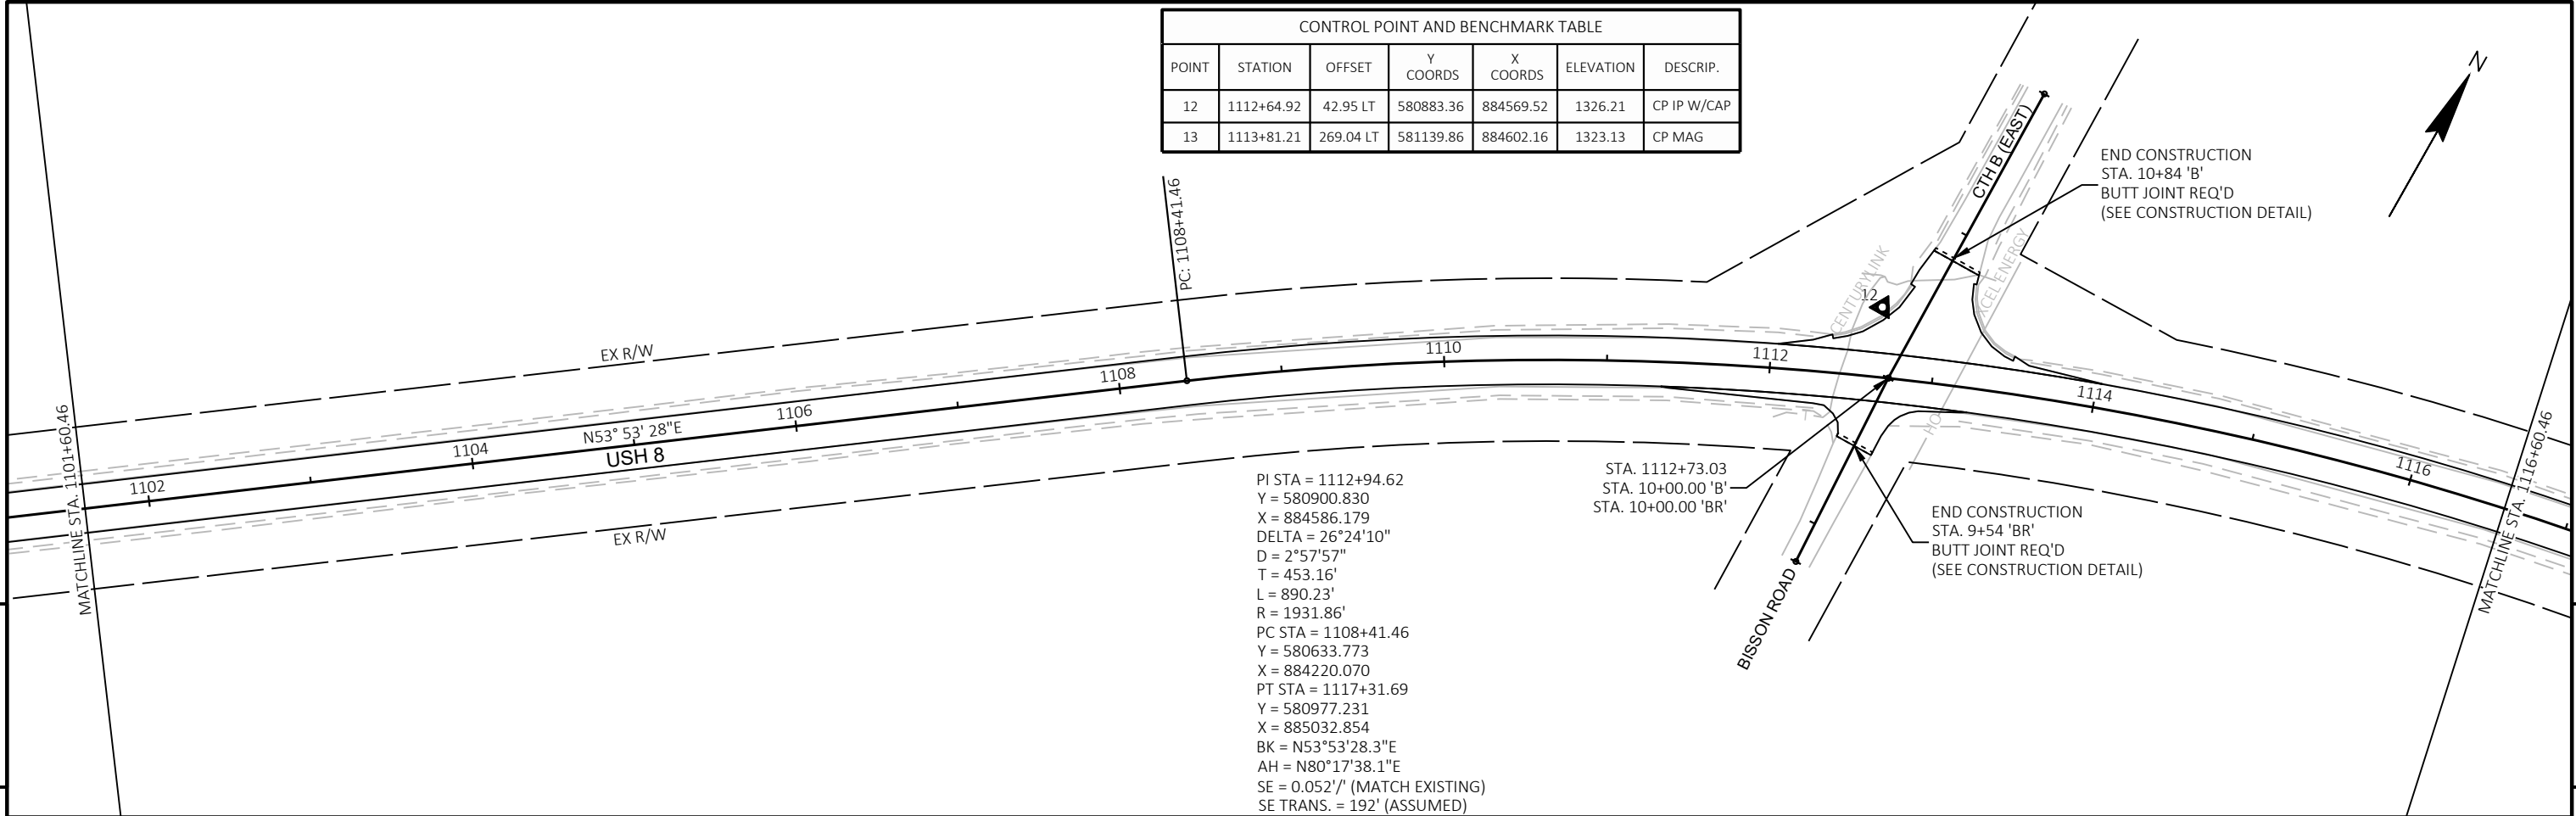 CONTROL POINT AND BENCHMARK TABLE
POINT STATION OFFSET Y COORDS X COORDS ELEVATION DESCRIP.
12 1112+64.92 42.95 LT 580883.36 884569.52 1326.21 CP IP W/CAP
13 1113+81.21 269.04 LT 581139.86 884602.16 1323.13 CP MAG
N
CTH B (EAST)
END CONSTRUCTION
STA. 10+84 'B'
BUTT JOINT REQ'D
(SEE CONSTRUCTION DETAIL)
PC: 1108+41.46
CENTURYLINK
XCEL ENERGY
12
EX R/W
1110
1112
1108
1114
1106
N53° 53' 28"E
1104
USH 8
HO
1116
1102
MATCHLINE STA. 1101+60.46
MATCHLINE STA. 1116+60.46
EX R/W
STA. 1112+73.03
STA. 10+00.00 'B'
STA. 10+00.00 'BR'
END CONSTRUCTION
STA. 9+54 'BR'
BUTT JOINT REQ'D
(SEE CONSTRUCTION DETAIL)
BISSON ROAD
PI STA = 1112+94.62
Y = 580900.830
X = 884586.179
DELTA = 26°24'10"
D = 2°57'57"
T = 453.16'
L = 890.23'
R = 1931.86'
PC STA = 1108+41.46
Y = 580633.773
X = 884220.070
PT STA = 1117+31.69
Y = 580977.231
X = 885032.854
BK = N53°53'28.3"E
AH = N80°17'38.1"E
SE = 0.052'/' (MATCH EXISTING)
SE TRANS. = 192' (ASSUMED)